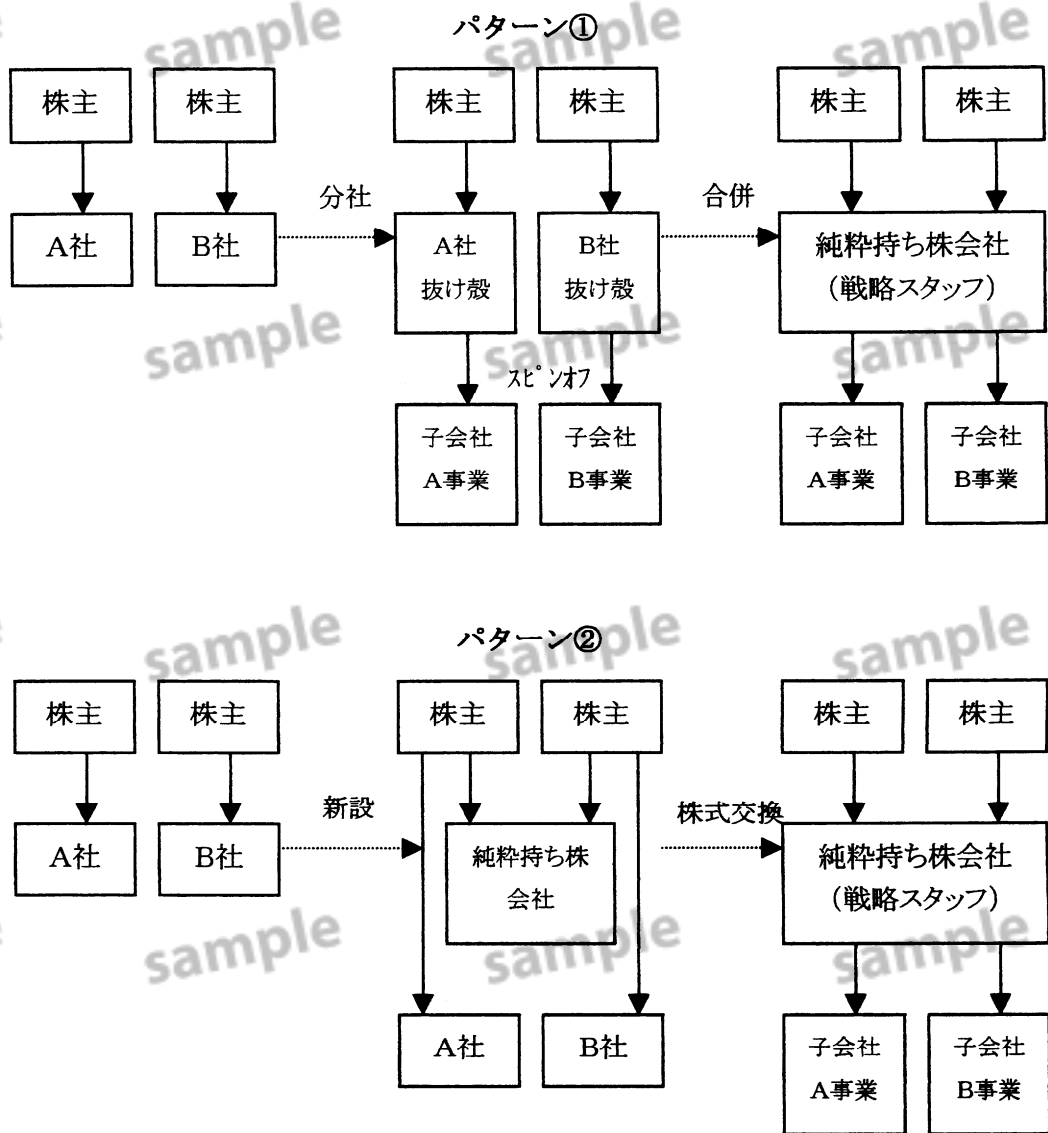 パターン①
株主
株主
株主
株主
株主
株主
分社
合併
A社
B社
A社
抜け殻
B社
抜け殻
純粋持ち株会社
(戦略スタッフ)
スピンオフ
子会社
A事業
子会社
B事業
子会社
A事業
子会社
B事業
パターン②
株主
株主
株主
株主
株主
株主
新設
株式交換
A社
B社
純粋持ち株
会社
純粋持ち株会社
(戦略スタッフ)
A社
B社
子会社
A事業
子会社
B事業
sample
sample
sample
sample
sample
sample
sample
sample
sample
sample
sample
sample